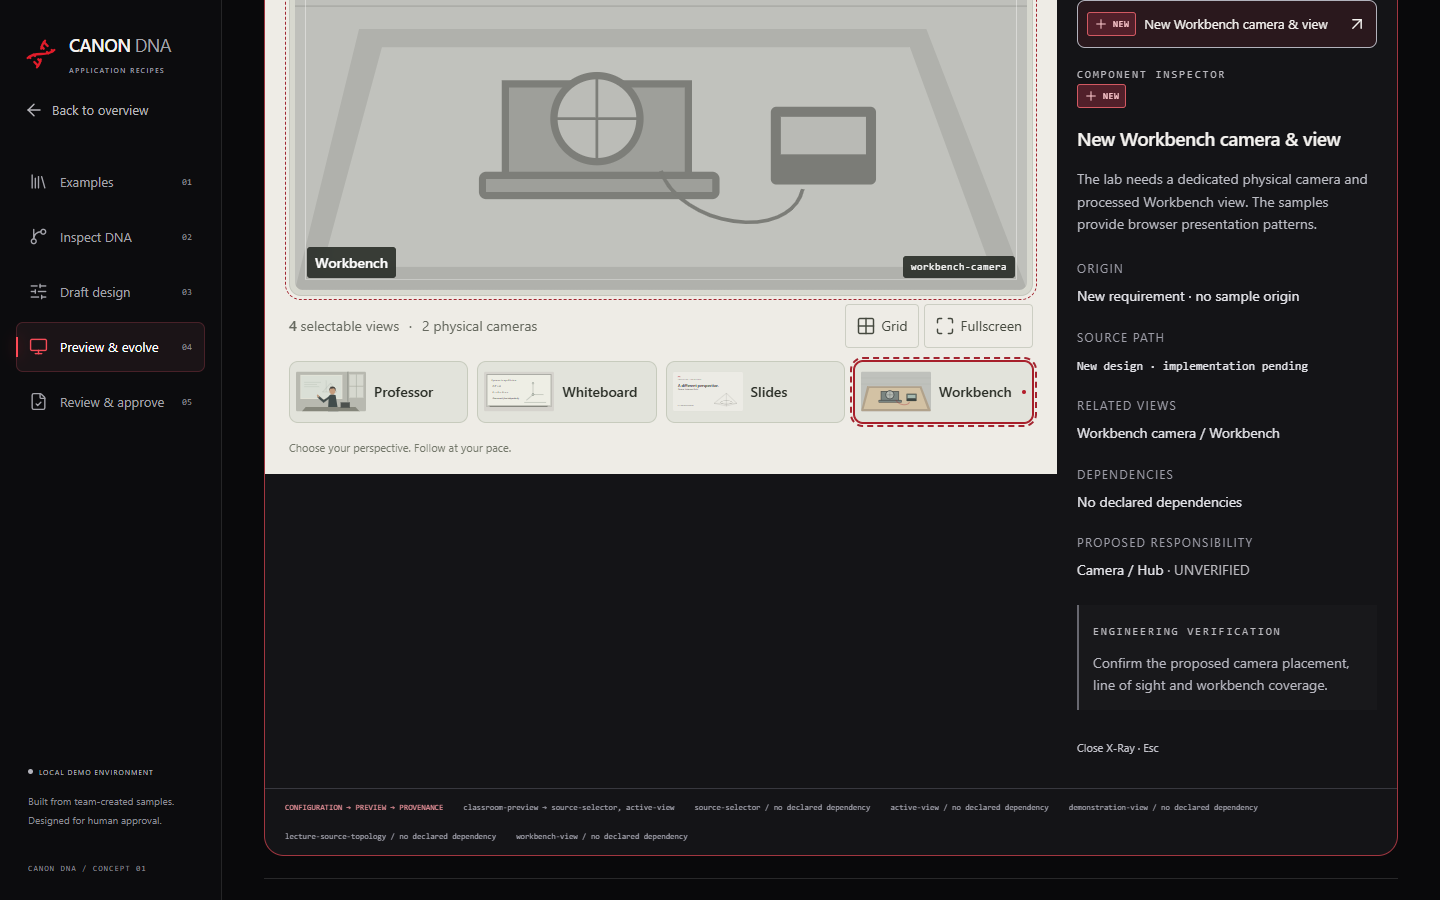 CANON DNA
APPLICATION RECIPES
Back to overview
Examples 01
Inspect DNA 02
Draft design 03
Preview & evolve 04
Review & approve 05
LOCAL DEMO ENVIRONMENT
Built from team-created samples.
Designed for human approval.
CANON DNA / CONCEPT 01
Workbench
workbench-camera
4 selectable views · 2 physical cameras
Grid
Fullscreen
Professor
Whiteboard
Slides
Workbench
Choose your perspective. Follow at your pace.
+ NEW New Workbench camera & view
COMPONENT INSPECTOR
+ NEW
New Workbench camera & view
The lab needs a dedicated physical camera and
processed Workbench view. The samples
provide browser presentation patterns.
ORIGIN
New requirement · no sample origin
SOURCE PATH
New design · implementation pending
RELATED VIEWS
Workbench camera / Workbench
DEPENDENCIES
No declared dependencies
PROPOSED RESPONSIBILITY
Camera / Hub · UNVERIFIED
ENGINEERING VERIFICATION
Confirm the proposed camera placement,
line of sight and workbench coverage.
Close X-Ray · Esc
CONFIGURATION → PREVIEW → PROVENANCE classroom-preview → source-selector, active-view source-selector / no declared dependency active-view / no declared dependency demonstration-view / no declared dependency
lecture-source-topology / no declared dependency workbench-view / no declared dependency